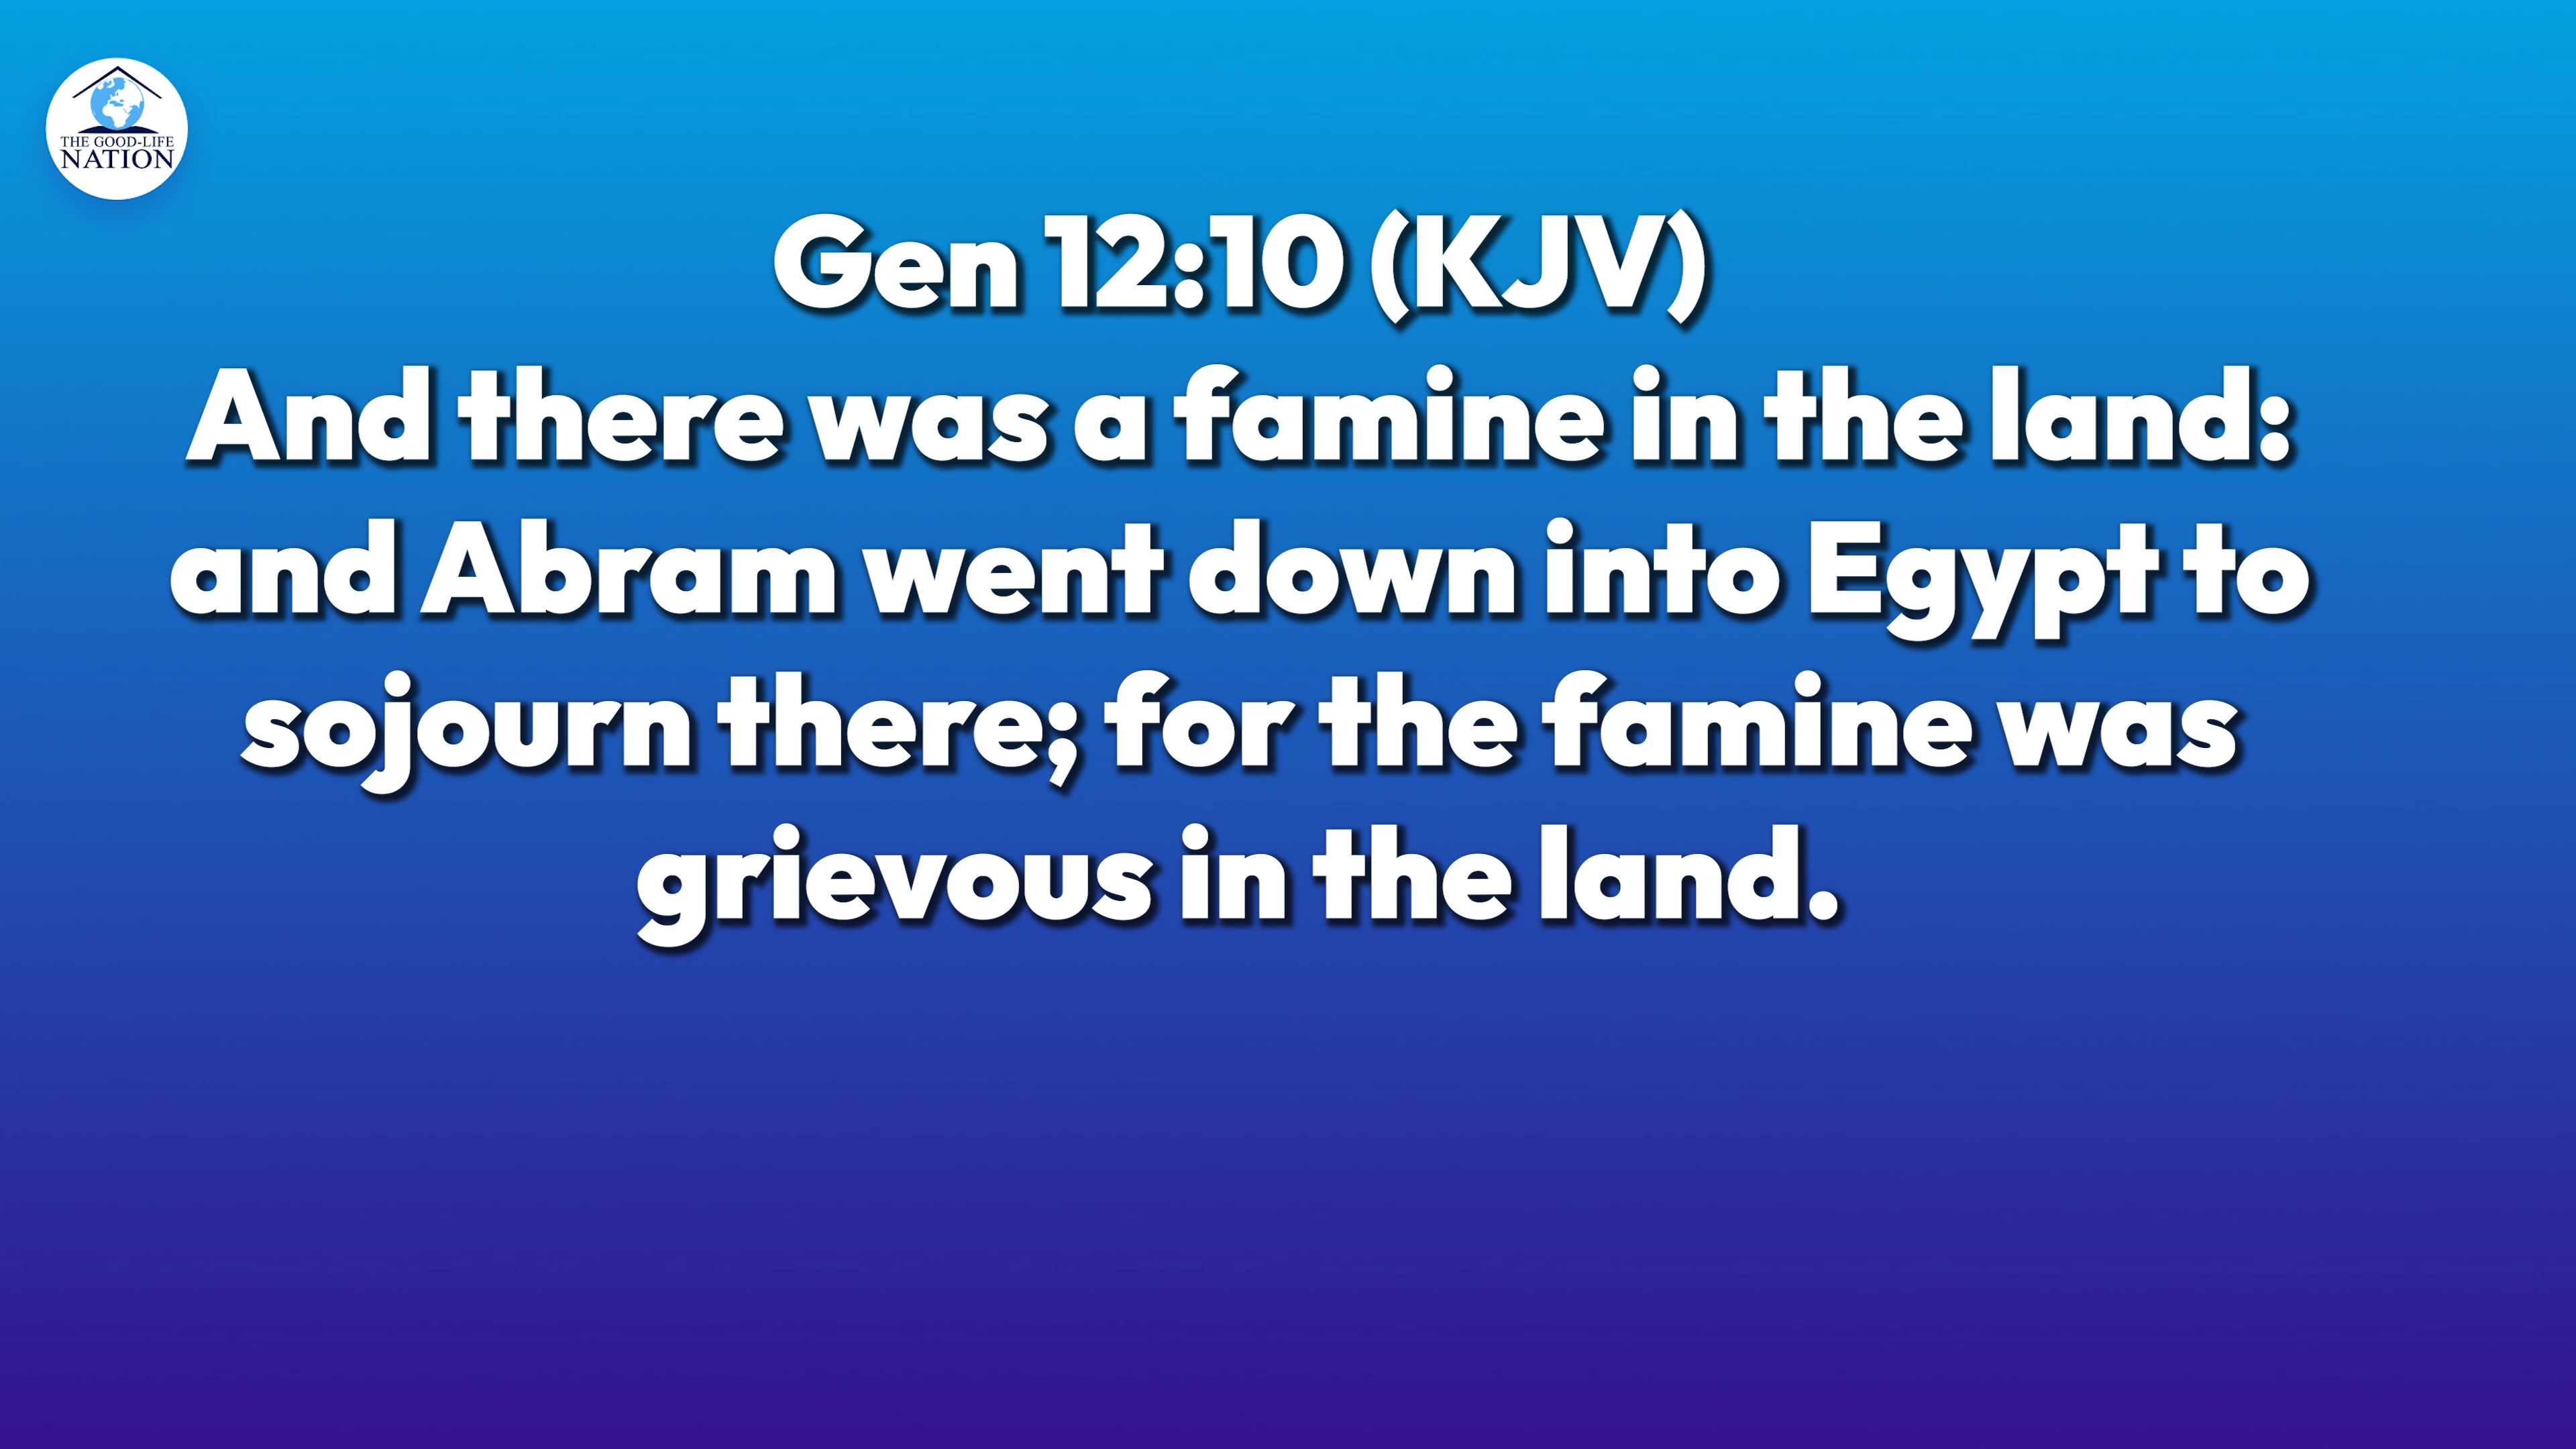 THE GOOD-LIFE
NATION
Gen 12:10 (KJV)
And there was a famine in the land:
and Abram went down into Egypt to
sojourn there; for the famine was
grievous in the land.